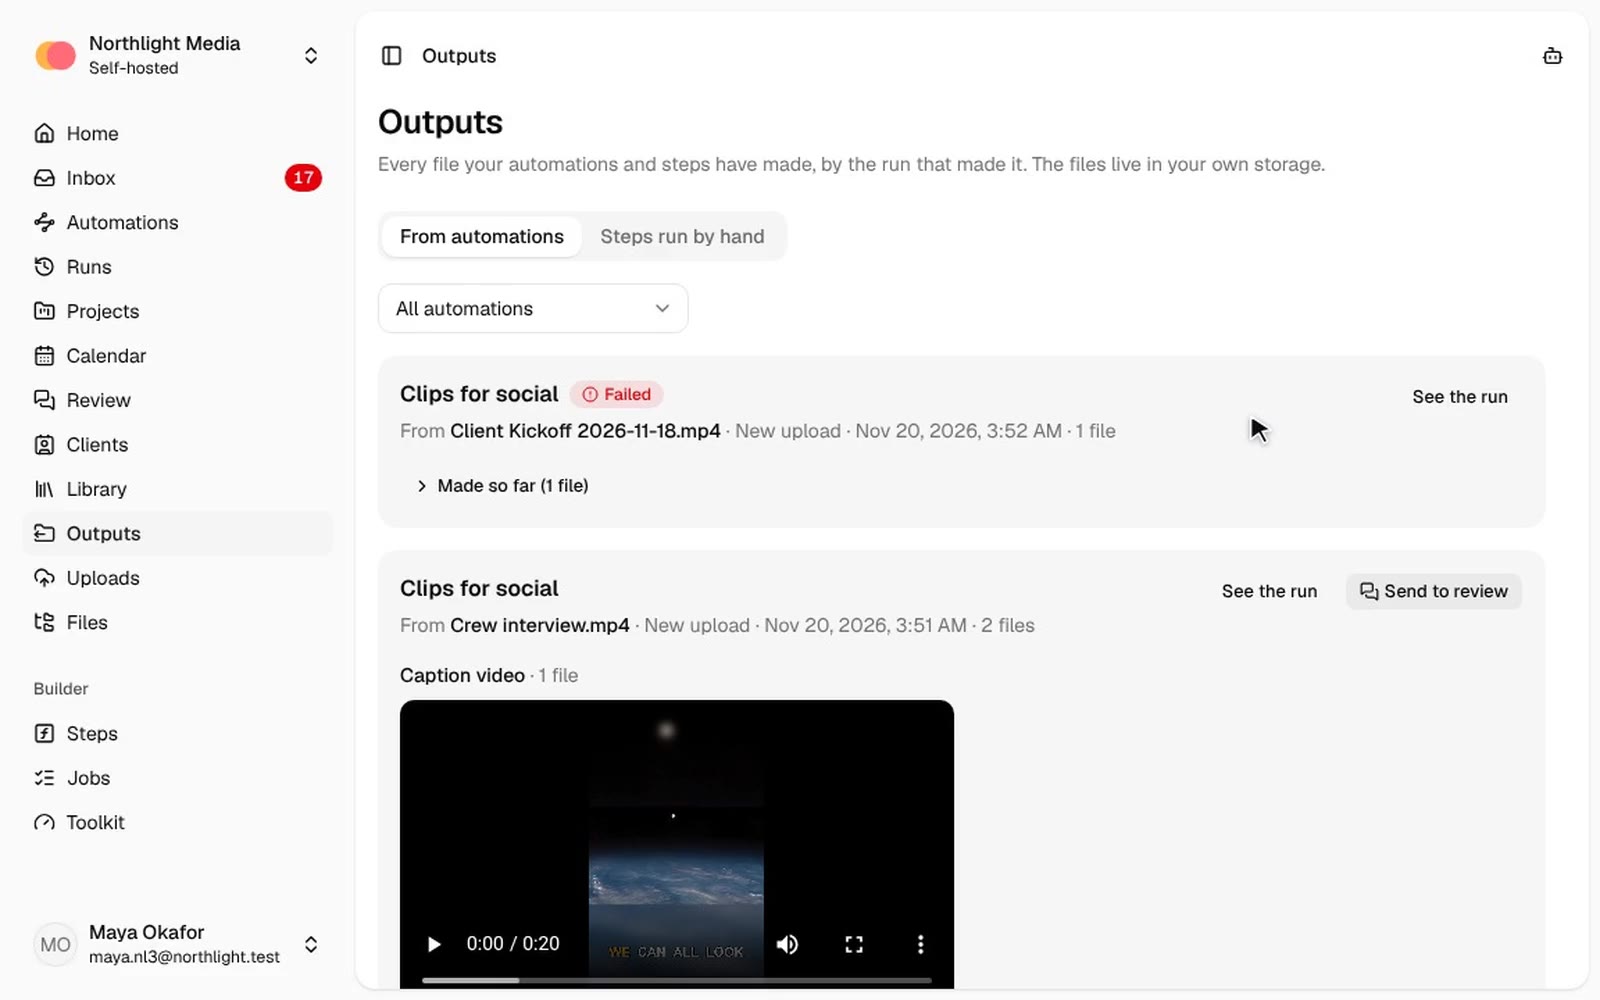 Northlight Media
Self-hosted
Home
Inbox 17
Automations
Runs
Projects
Calendar
Review
Clients
Library
Outputs
Uploads
Files
Builder
Steps
Jobs
Toolkit
MO
Maya Okafor
maya.nl3@northlight.test
Outputs
Outputs
Every file your automations and steps have made, by the run that made it. The files live in your own storage.
From automations Steps run by hand
All automations
Clips for social Failed See the run
From Client Kickoff 2026-11-18.mp4 · New upload · Nov 20, 2026, 3:52 AM · 1 file
Made so far (1 file)
Clips for social See the run Send to review
From Crew interview.mp4 · New upload · Nov 20, 2026, 3:51 AM · 2 files
Caption video · 1 file
0:00 / 0:20
WE CAN ALL LOOK